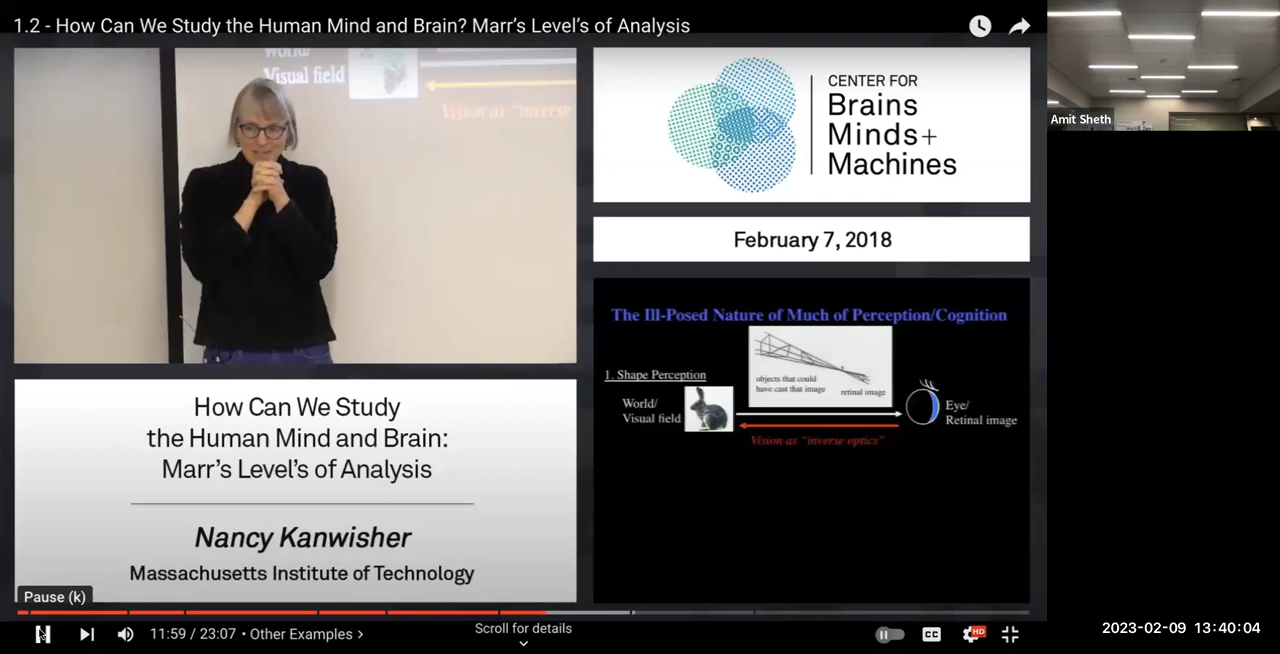 1.2 - How Can We Study the Human Mind and Brain? Marr's Level's of Analysis
World/
Visual field
Vision as "inverse
CENTER FOR
Brains
Minds+
Machines
Amit Sheth
February 7, 2018
The Ill-Posed Nature of Much of Perception/Cognition
1. Shape Perception
objects that could
have cast that image
retinal image
World/
Visual field
Eye/
Retinal image
Vision as "inverse optics"
How Can We Study
the Human Mind and Brain:
Marr's Level's of Analysis
Nancy Kanwisher
Massachusetts Institute of Technology
Pause (k)
11:59 / 23:07 • Other Examples >
Scroll for details
CC
HD
2023-02-09 13:40:04